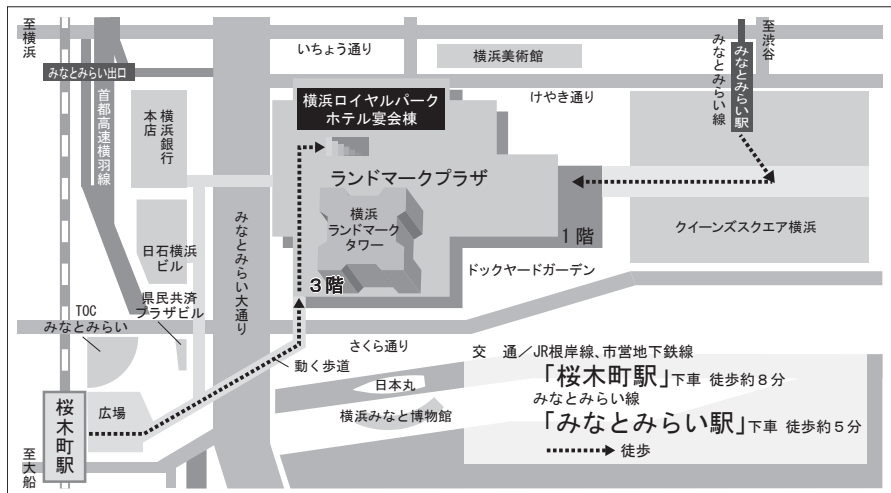 至横浜
いちょう通り
横浜美術館
みなとみらい線
みなとみらい駅
至渋谷
みなとみらい出口
けやき通り
首都高速横羽線
横浜銀行
本店
横浜ロイヤルパーク
ホテル宴会棟
ランドマークプラザ
横浜
ランドマーク
タワー
みなとみらい大通り
1階
クイーンズスクエア横浜
日石横浜
ビル
ドックヤードガーデン
3階
県民共済
プラザビル
TOC
みなとみらい
さくら通り
動く歩道
日本丸
横浜みなと博物館
広場
桜木町駅
至大船
交 通／JR根岸線、市営地下鉄線
「桜木町駅」下車 徒歩約8分
みなとみらい線
「みなとみらい駅」下車 徒歩約5分
徒歩